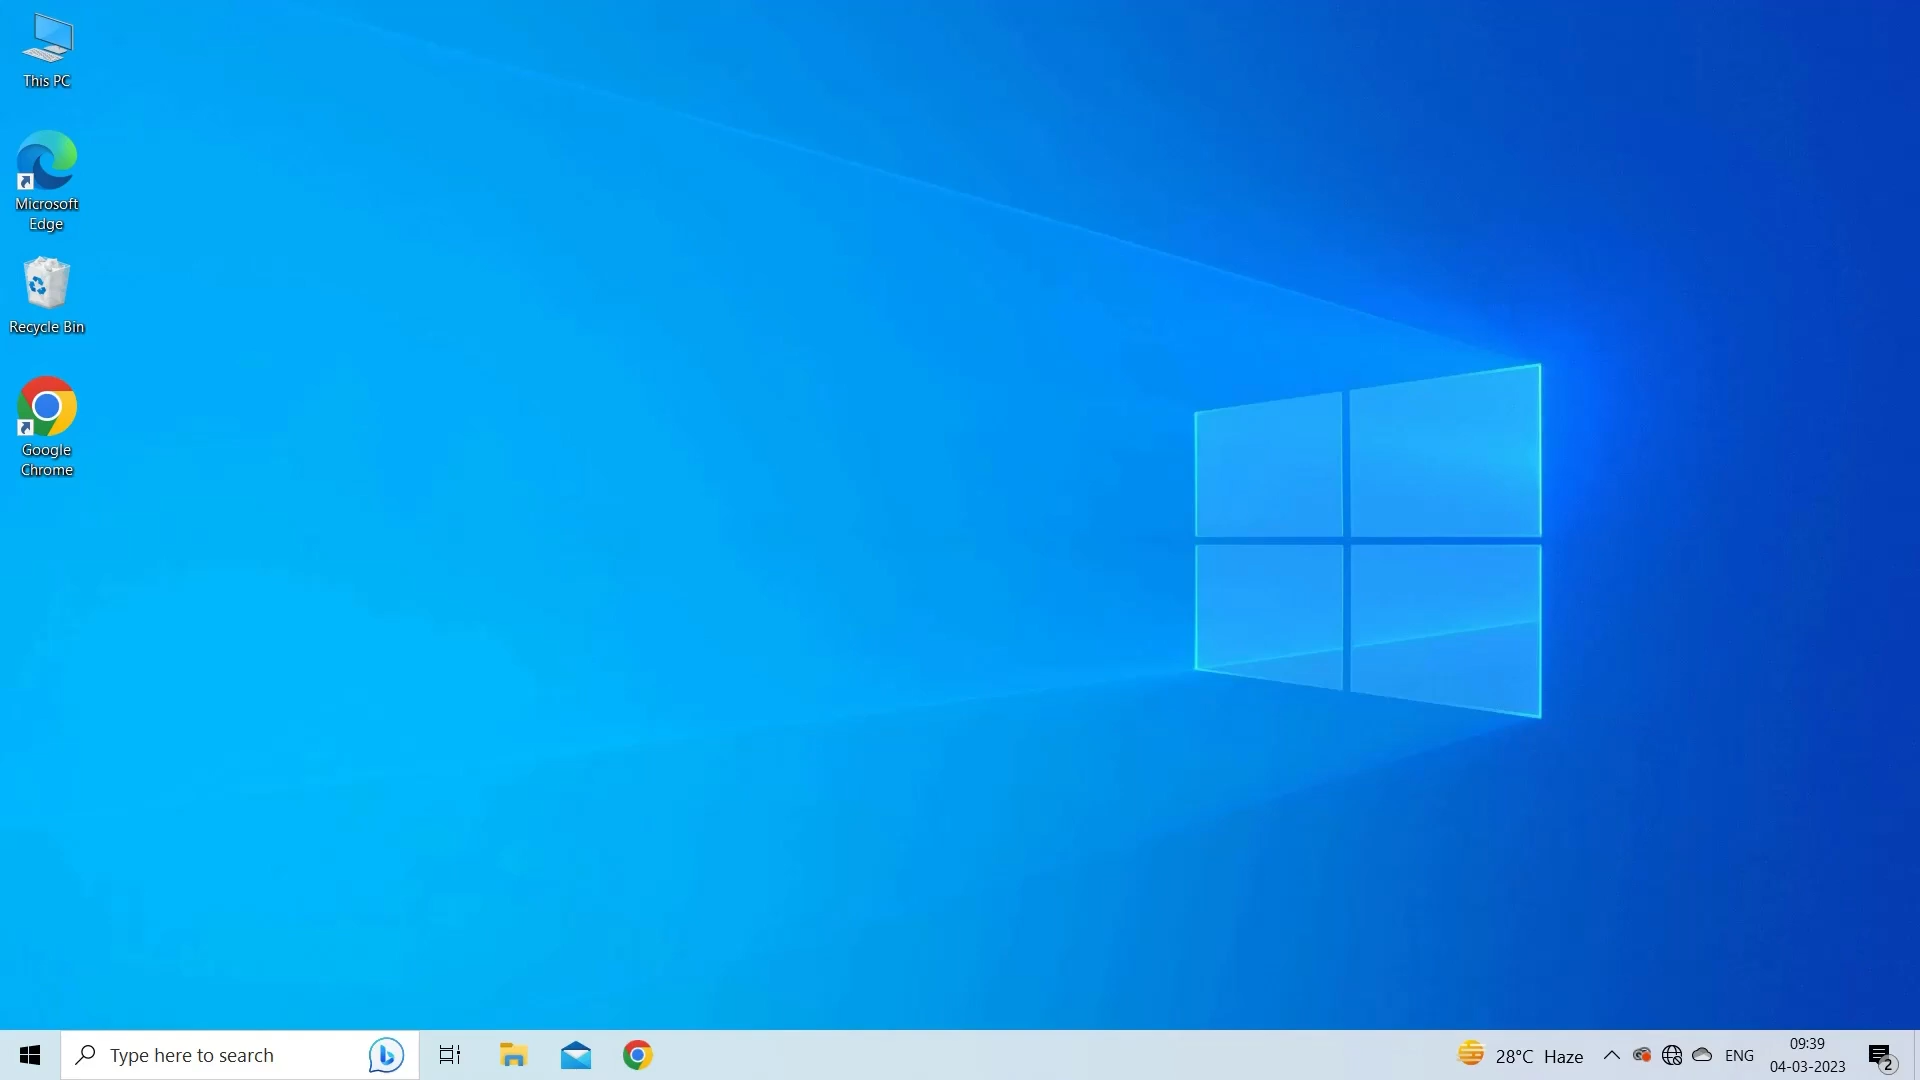 This PC
Microsoft
Edge
Recycle Bin
Google
Chrome
Type here to search
28°C Haze
ENG
09:39
04-03-2023
2